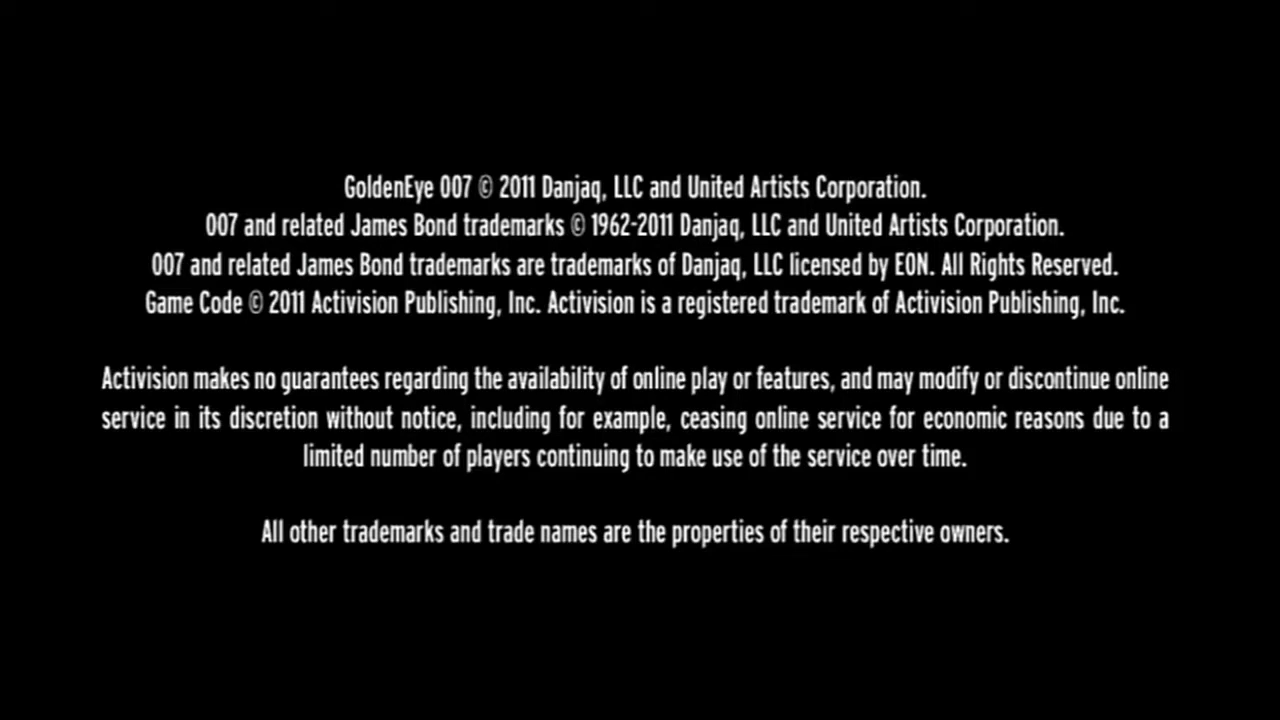 GoldenEye 007 © 2011 Danjaq, LLC and United Artists Corporation.
007 and related James Bond trademarks © 1962-2011 Danjaq, LLC and United Artists Corporation.
007 and related James Bond trademarks are trademarks of Danjaq, LLC licensed by EON. All Rights Reserved.
Game Code © 2011 Activision Publishing, Inc. Activision is a registered trademark of Activision Publishing, Inc.
Activision makes no guarantees regarding the availability of online play or features, and may modify or discontinue online
service in its discretion without notice, including for example, ceasing online service for economic reasons due to a
limited number of players continuing to make use of the service over time.
All other trademarks and trade names are the properties of their respective owners.